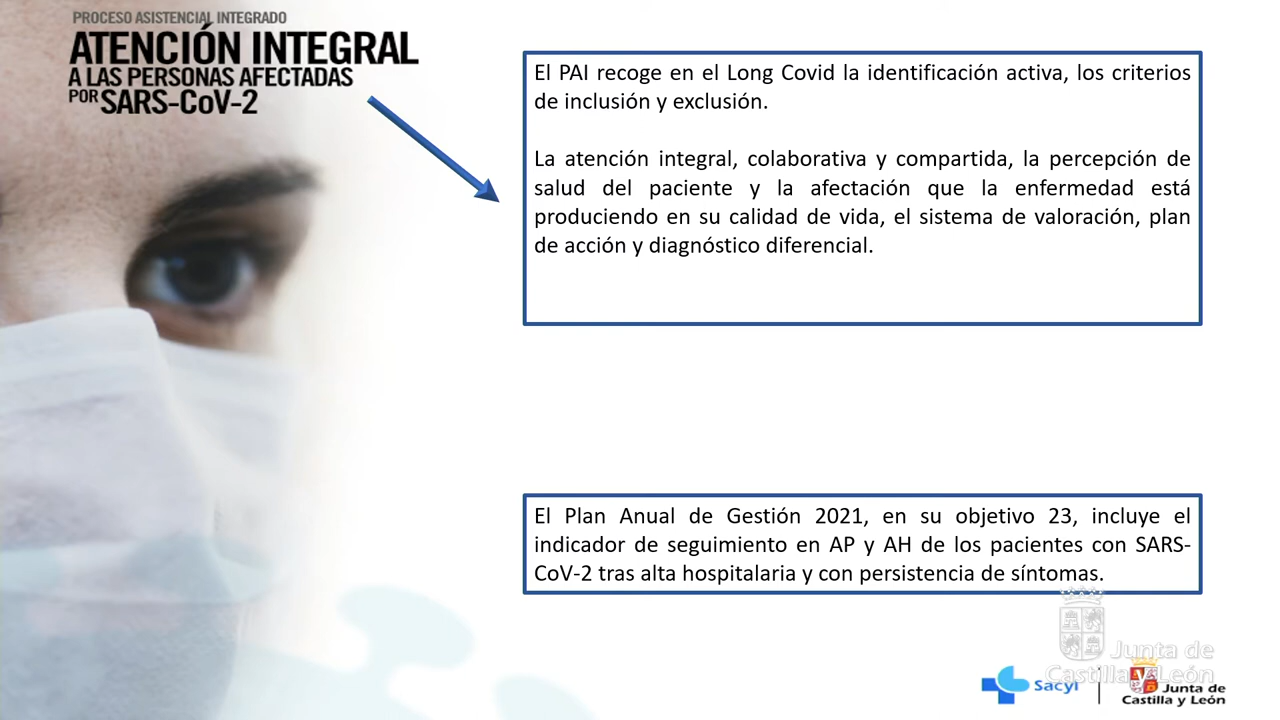 PROCESO ASISTENCIAL INTEGRADO
ATENCIÓN INTEGRAL
A LAS PERSONAS AFECTADAS
POR SARS-CoV-2
El PAI recoge en el Long Covid la identificación activa, los criterios
de inclusión y exclusión.
La atención integral, colaborativa y compartida, la percepción de
salud del paciente y la afectación que la enfermedad está
produciendo en su calidad de vida, el sistema de valoración, plan
de acción y diagnóstico diferencial.
El Plan Anual de Gestión 2021, en su objetivo 23, incluye el
indicador de seguimiento en AP y AH de los pacientes con SARS-
CoV-2 tras alta hospitalaria y con persistencia de síntomas.
Junta de
Castilla y León
Sacyl
Junta de
Castilla y León